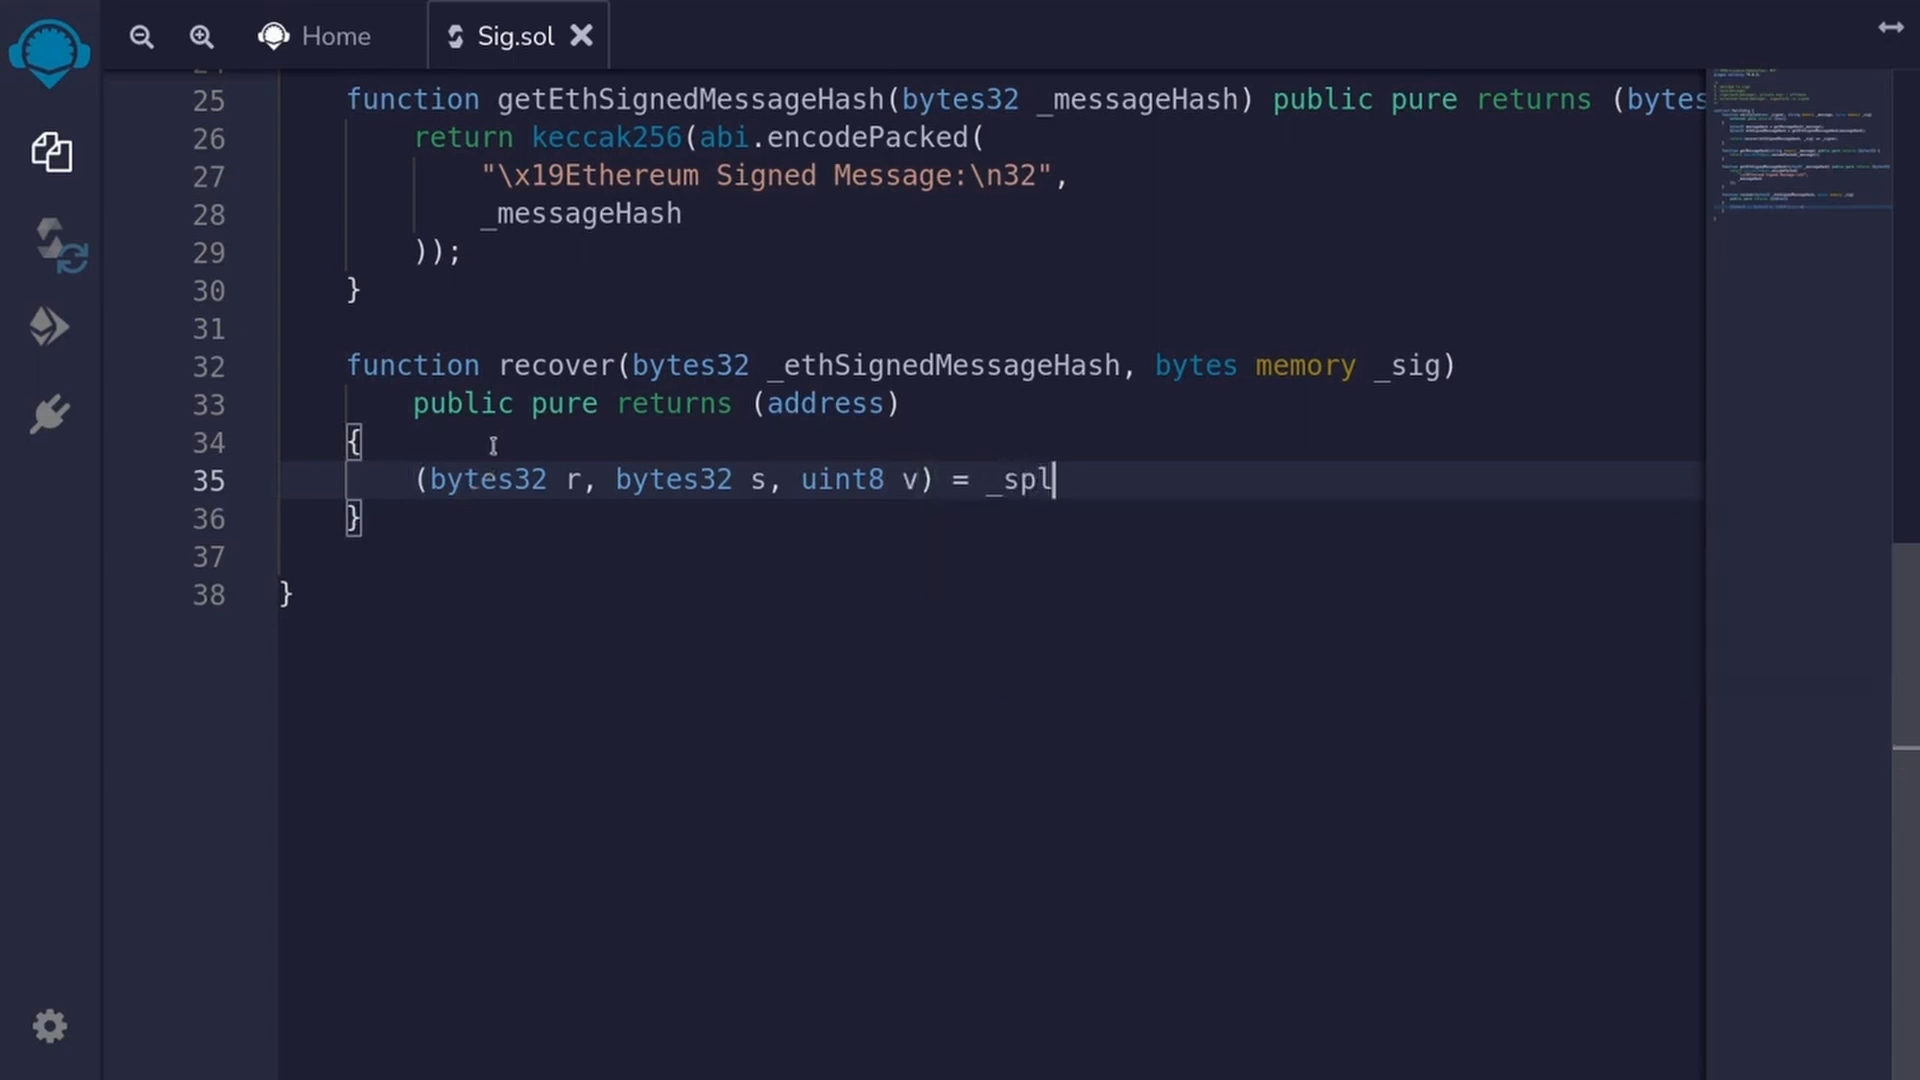 Home
Sig.sol
25 function getEthSignedMessageHash(bytes32 _messageHash) public pure returns (bytes
26 return keccak256(abi.encodePacked(
27 "\x19Ethereum Signed Message:\n32",
28 _messageHash
29 ));
30 }
31
32 function recover(bytes32 _ethSignedMessageHash, bytes memory _sig)
33 public pure returns (address)
34 {
35 (bytes32 r, bytes32 s, uint8 v) = _spl
36 }
37
38 }